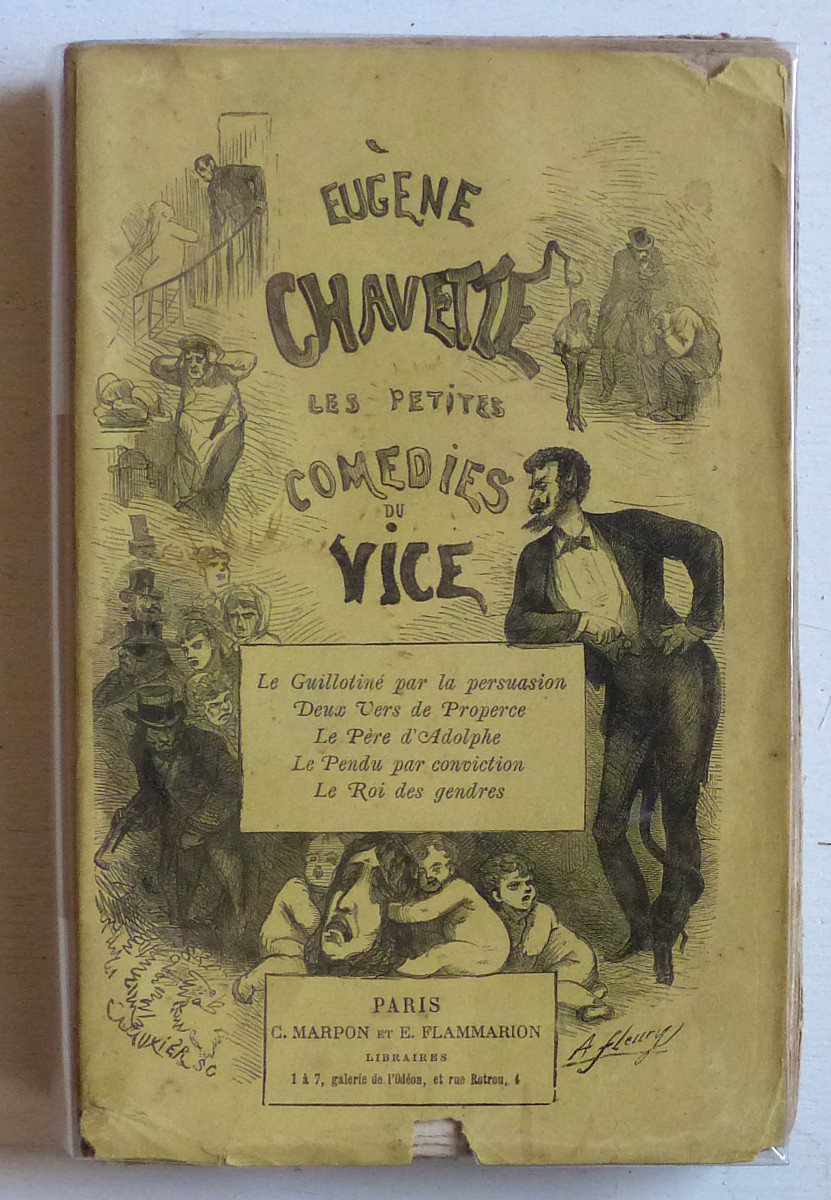 EUGÈNE
CHAVETTE
LES PETITES
COMEDIES
DU
VICE
Le Guillotiné par la persuasion
Deux Vers de Properce
Le Père d'Adolphe
Le Pendu par conviction
Le Roi des gendres
PARIS
C. MARPON ET E. FLAMMARION
LIBRAIRES
1 à 7, galerie de l'Odéon, et rue Rotrou, 4
A fleury
SC